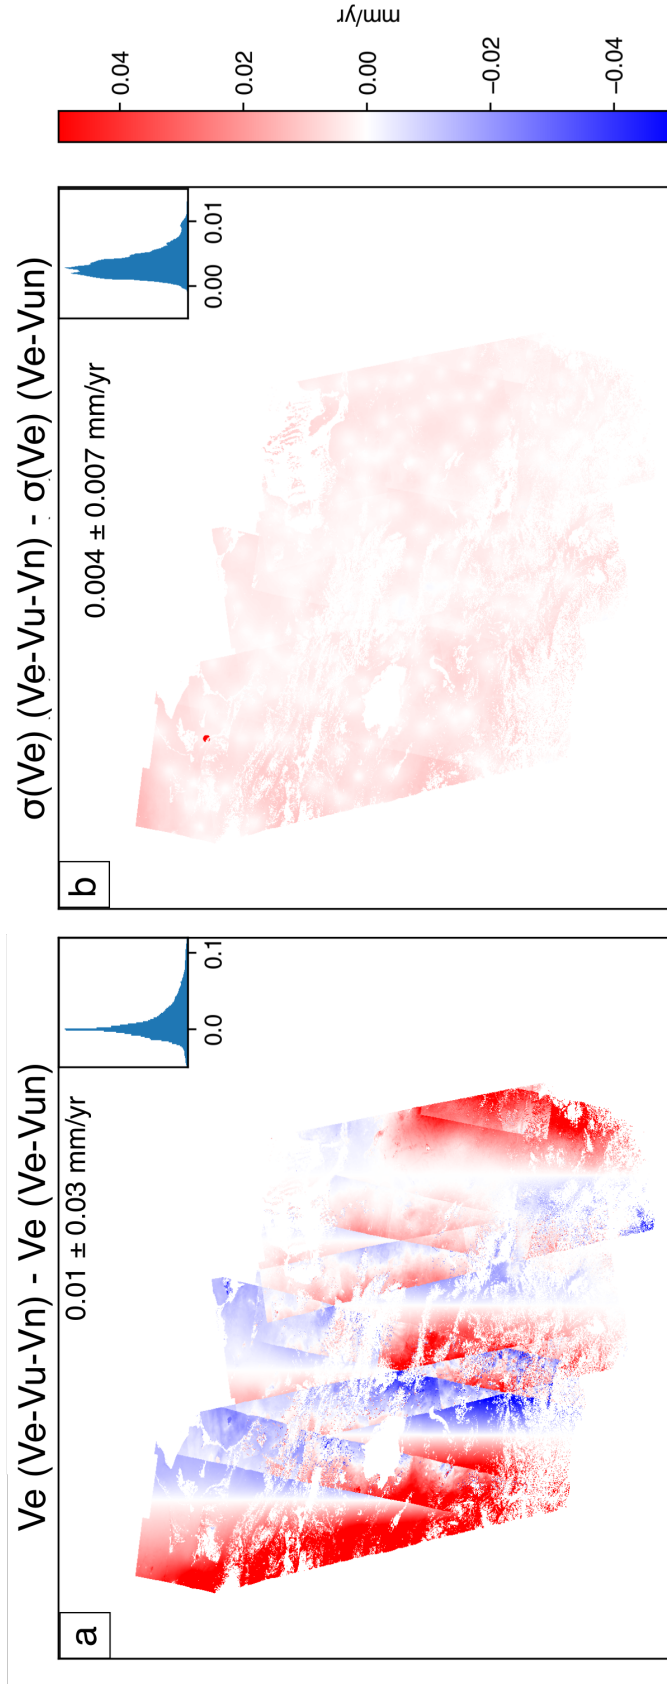 Ve (Ve-Vu-Vn) - Ve (Ve-Vun)
a
0.01 ± 0.03 mm/yr
0.0
0.1
σ(Ve) (Ve-Vu-Vn) - σ(Ve) (Ve-Vun)
b
0.004 ± 0.007 mm/yr
0.00
0.01
0.04
0.02
0.00
−0.02
−0.04
mm/yr